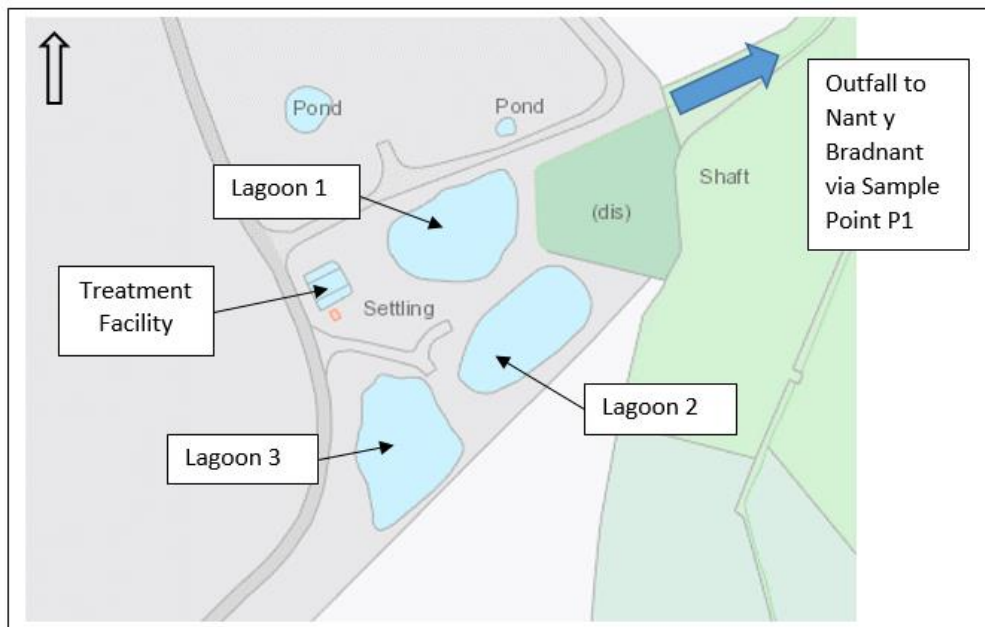 Pond
Pond
Outfall to
Nant y
Bradnant
via Sample
Point P1
Lagoon 1
Shaft
(dis)
Treatment
Facility
Settling
Lagoon 2
Lagoon 3